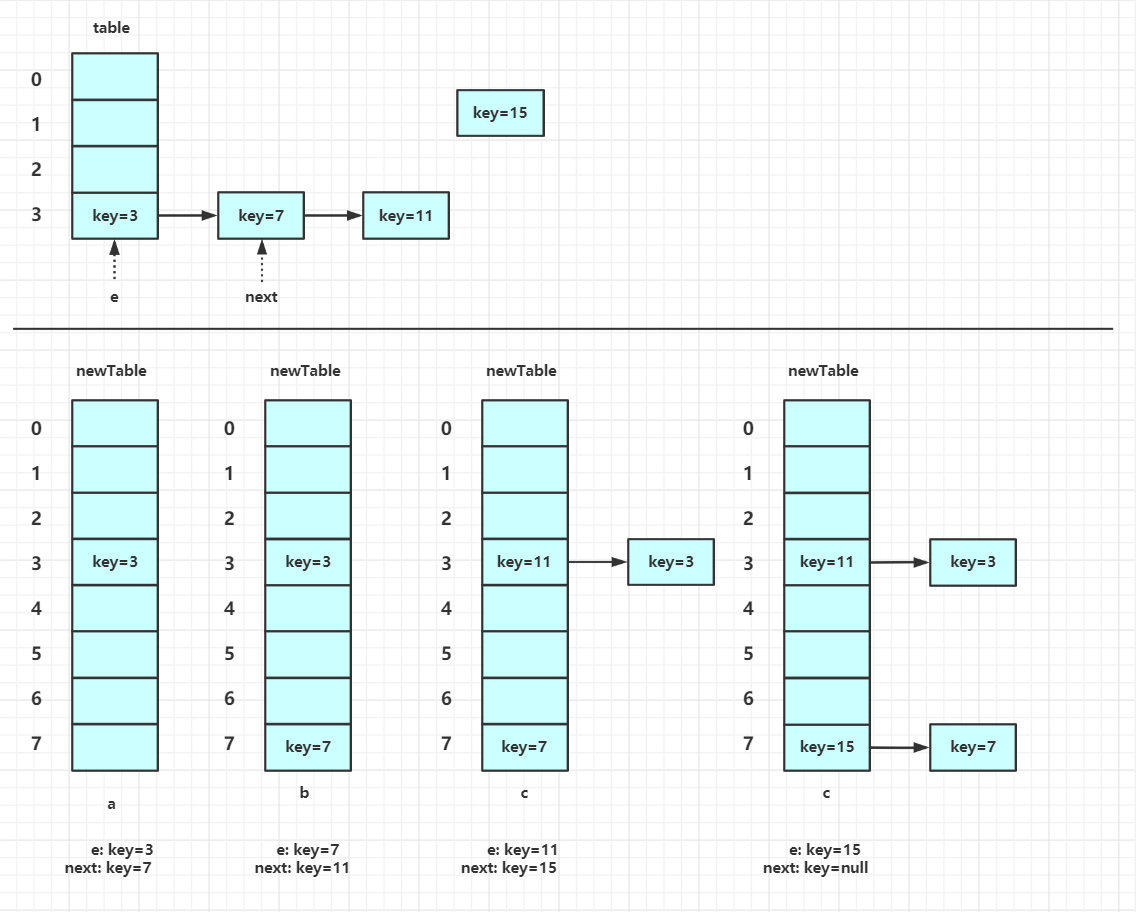 table
0
1
2
3
key=3
key=7
key=11
key=15
e
next
newTable
0
1
2
3
4
5
6
7
key=3
a
e: key=3
next: key=7
newTable
0
1
2
3
4
5
6
7
key=3
key=7
b
e: key=7
next: key=11
newTable
0
1
2
3
4
5
6
7
key=11
key=3
key=7
c
e: key=11
next: key=15
newTable
0
1
2
3
4
5
6
7
key=11
key=3
key=15
key=7
c
e: key=15
next: key=null